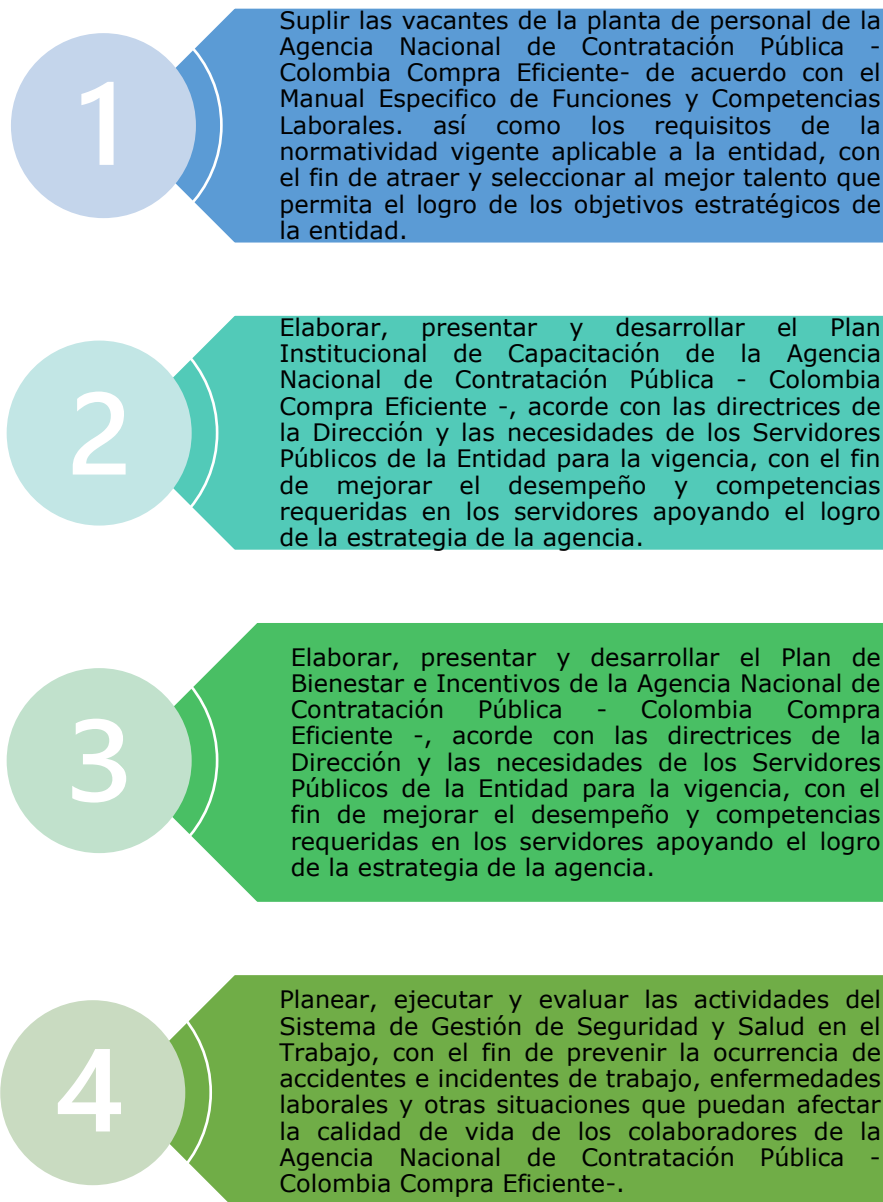 1
Suplir las vacantes de la planta de personal de la
Agencia Nacional de Contratación Pública -
Colombia Compra Eficiente- de acuerdo con el
Manual Especifico de Funciones y Competencias
Laborales. así como los requisitos de la
normatividad vigente aplicable a la entidad, con
el fin de atraer y seleccionar al mejor talento que
permita el logro de los objetivos estratégicos de
la entidad.
2
Elaborar, presentar y desarrollar el Plan
Institucional de Capacitación de la Agencia
Nacional de Contratación Pública - Colombia
Compra Eficiente -, acorde con las directrices de
la Dirección y las necesidades de los Servidores
Públicos de la Entidad para la vigencia, con el fin
de mejorar el desempeño y competencias
requeridas en los servidores apoyando el logro
de la estrategia de la agencia.
3
Elaborar, presentar y desarrollar el Plan de
Bienestar e Incentivos de la Agencia Nacional de
Contratación Pública - Colombia Compra
Eficiente -, acorde con las directrices de la
Dirección y las necesidades de los Servidores
Públicos de la Entidad para la vigencia, con el
fin de mejorar el desempeño y competencias
requeridas en los servidores apoyando el logro
de la estrategia de la agencia.
4
Planear, ejecutar y evaluar las actividades del
Sistema de Gestión de Seguridad y Salud en el
Trabajo, con el fin de prevenir la ocurrencia de
accidentes e incidentes de trabajo, enfermedades
laborales y otras situaciones que puedan afectar
la calidad de vida de los colaboradores de la
Agencia Nacional de Contratación Pública -
Colombia Compra Eficiente-.